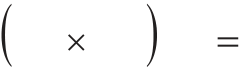 (   ×   )   =